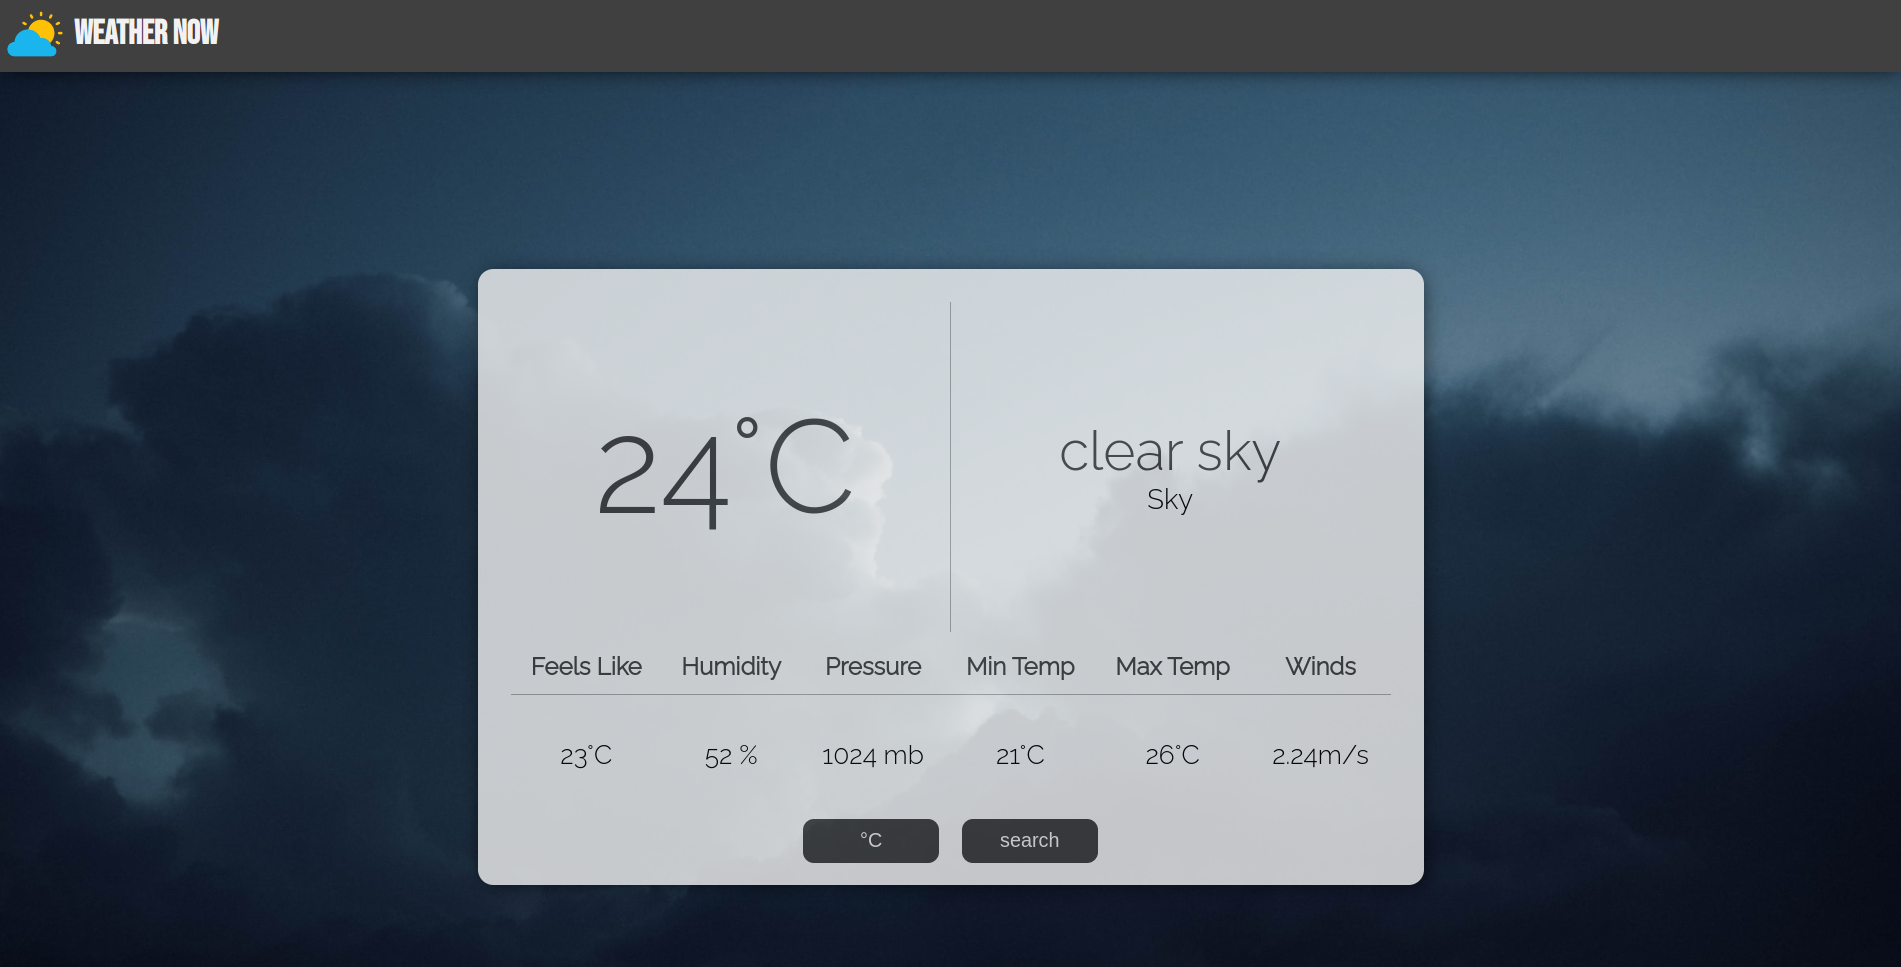 WEATHER NOW
24°C
clear sky
Sky
Feels Like Humidity Pressure Min Temp Max Temp Winds
23°C 52 % 1024 mb 21°C 26°C 2.24m/s
°C search